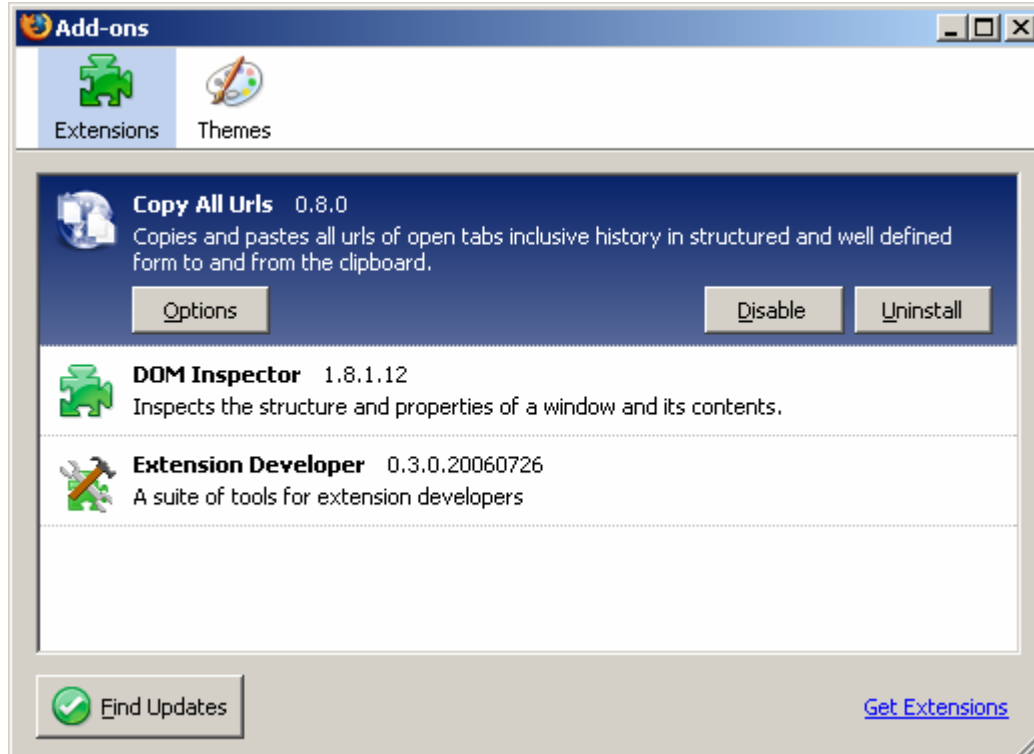 Add-ons
Extensions
Themes
Copy All Urls 0.8.0
Copies and pastes all urls of open tabs inclusive history in structured and well defined
form to and from the clipboard.
Options
Disable
Uninstall
DOM Inspector 1.8.1.12
Inspects the structure and properties of a window and its contents.
Extension Developer 0.3.0.20060726
A suite of tools for extension developers
Find Updates
Get Extensions